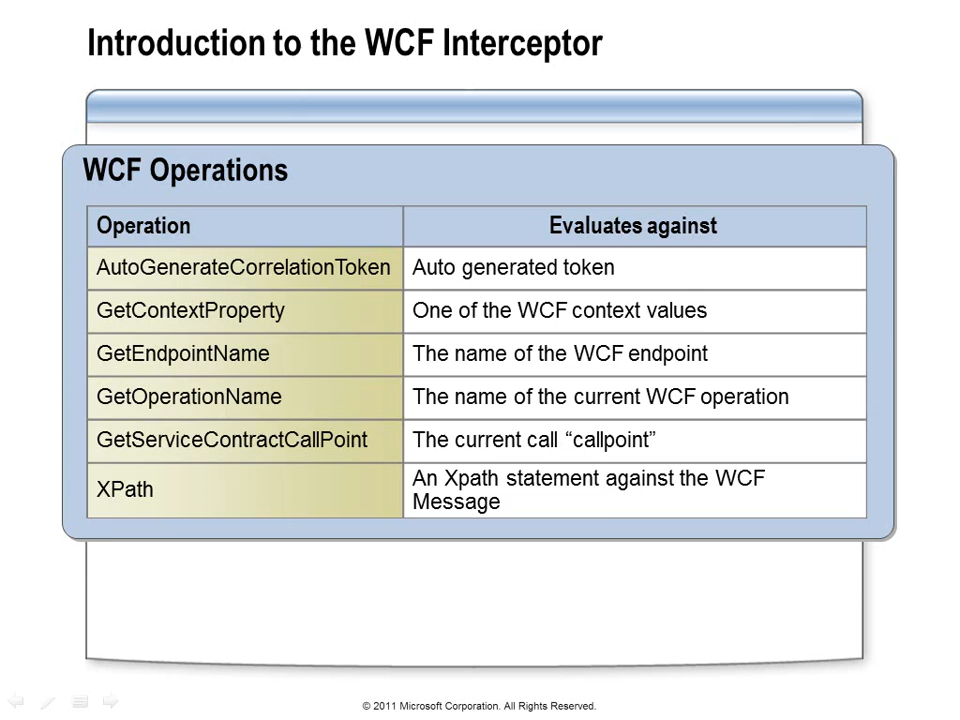 Introduction to the WCF Interceptor
WCF Operations
Operation
Evaluates against
AutoGenerateCorrelationToken
Auto generated token
GetContextProperty
One of the WCF context values
GetEndpointName
The name of the WCF endpoint
GetOperationName
The name of the current WCF operation
GetServiceContractCallPoint
The current call “callpoint”
XPath
An Xpath statement against the WCF
Message
© 2011 Microsoft Corporation. All Rights Reserved.